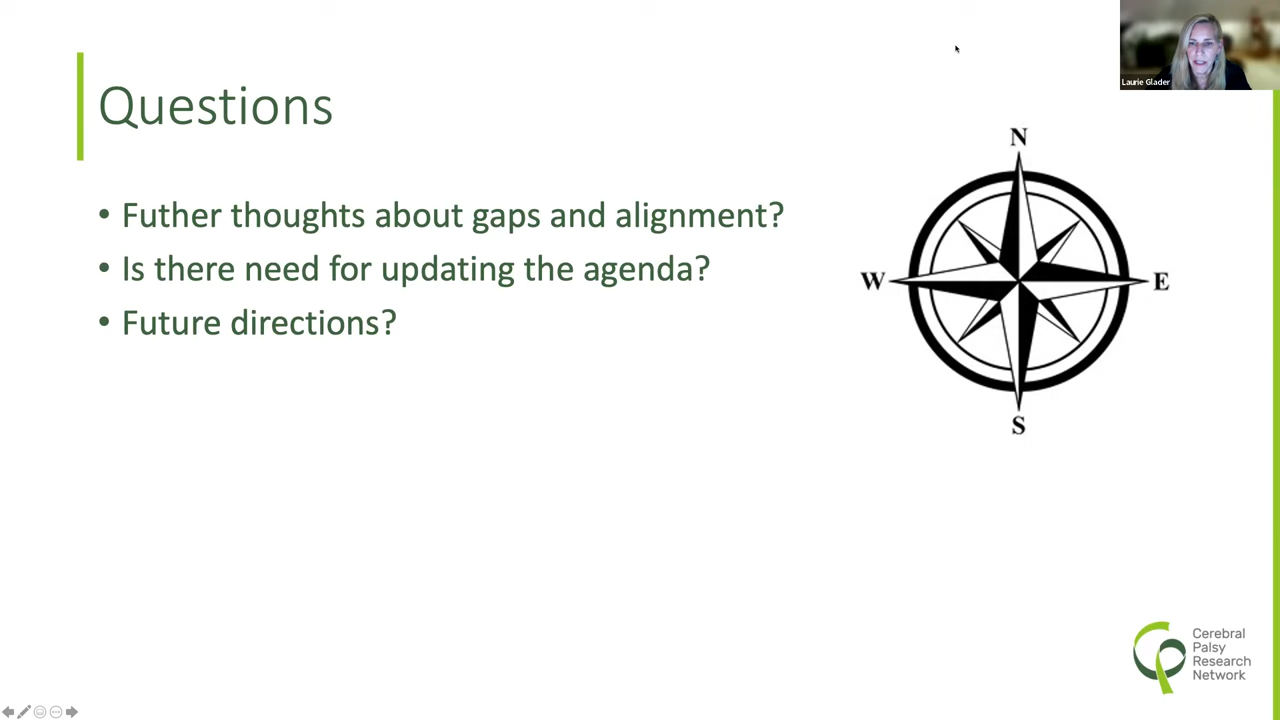 Laurie Glader
Questions
• Futher thoughts about gaps and alignment?
• Is there need for updating the agenda?
• Future directions?
N
W
E
S
Cerebral
Palsy
Research
Network